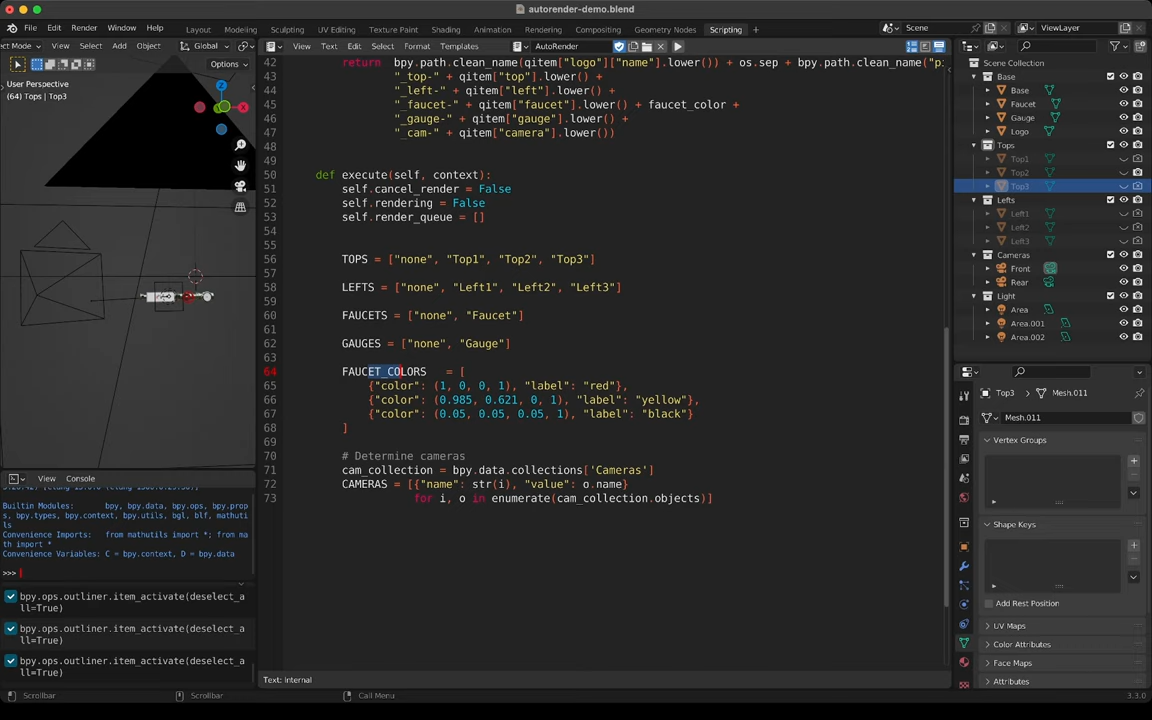 autorender-demo.blend
File Edit Render Window Help Layout Modeling Sculpting UV Editing Texture Paint Shading Animation Rendering Compositing Geometry Nodes Scripting Scene ViewLayer
View Select Add Object Global View Text Edit Select Format Templates AutoRender
Options
User Perspective
(64) Tops | Top3
42 return bpy.path.clean_name(qitem["logo"]["name"].lower()) + os.sep + bpy.path.clean_name(
43 "_top-" + qitem["top"].lower() +
44 "_left-" + qitem["left"].lower() +
45 "_faucet-" + qitem["faucet"].lower() + faucet_color +
46 "_gauge-" + qitem["gauge"].lower() +
47 "_cam-" + qitem["camera"].lower())
48
49
50 def execute(self, context):
51 self.cancel_render = False
52 self.rendering = False
53 self.render_queue = []
54
55
56 TOPS = ["none", "Top1", "Top2", "Top3"]
57
58 LEFTS = ["none", "Left1", "Left2", "Left3"]
59
60 FAUCETS = ["none", "Faucet"]
61
62 GAUGES = ["none", "Gauge"]
63
64 FAUCET_COLORS = [
65 {"color": (1, 0, 0, 1), "label": "red"},
66 {"color": (0.985, 0.621, 0, 1), "label": "yellow"},
67 {"color": (0.05, 0.05, 0.05, 1), "label": "black"}
68 ]
69
70 # Determine cameras
71 cam_collection = bpy.data.collections['Cameras']
72 CAMERAS = [{"name": str(i), "value": o.name}
73 for i, o in enumerate(cam_collection.objects)]
Text: Internal
View Console
Builtin Modules: bpy, bpy.data, bpy.ops, bpy.prop
s, bpy.types, bpy.context, bpy.utils, bgl, blf, mathuti
ls
Convenience Imports: from mathutils import *; from ma
th import *
Convenience Variables: C = bpy.context, D = bpy.data
>>>
bpy.ops.outliner.item_activate(deselect_a
ll=True)
bpy.ops.outliner.item_activate(deselect_a
ll=True)
bpy.ops.outliner.item_activate(deselect_a
ll=True)
Scene Collection
Base
Base
Faucet
Gauge
Logo
Tops
Top1
Top2
Top3
Lefts
Left1
Left2
Left3
Cameras
Front
Rear
Light
Area
Area.001
Area.002
Top3 Mesh.011
Mesh.011
Vertex Groups
Shape Keys
Add Rest Position
UV Maps
Color Attributes
Face Maps
Attributes
Scrollbar Scrollbar Call Menu 3.3.0